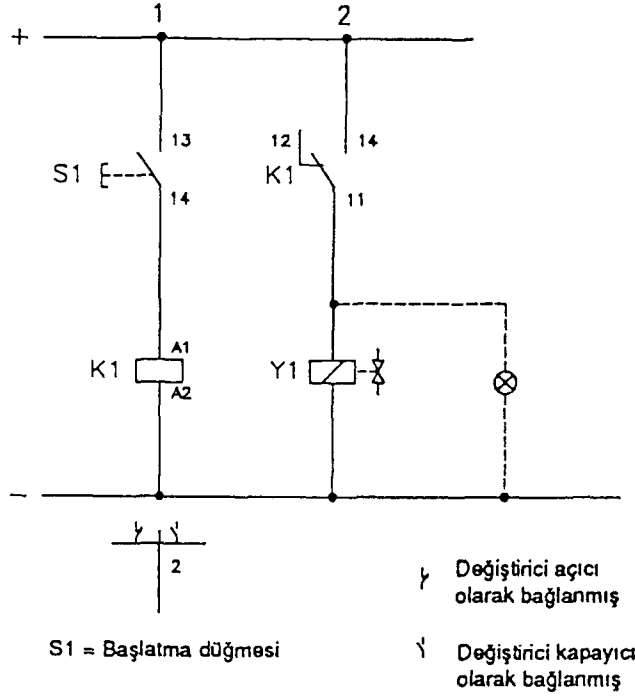 1 2
+
13 12 14
S1 K1
14 11
A1
K1 Y1
A2
−
2
Değiştirici açıcı
olarak bağlanmış
S1 = Başlatma düğmesi
Değiştirici kapayıcı
olarak bağlanmış